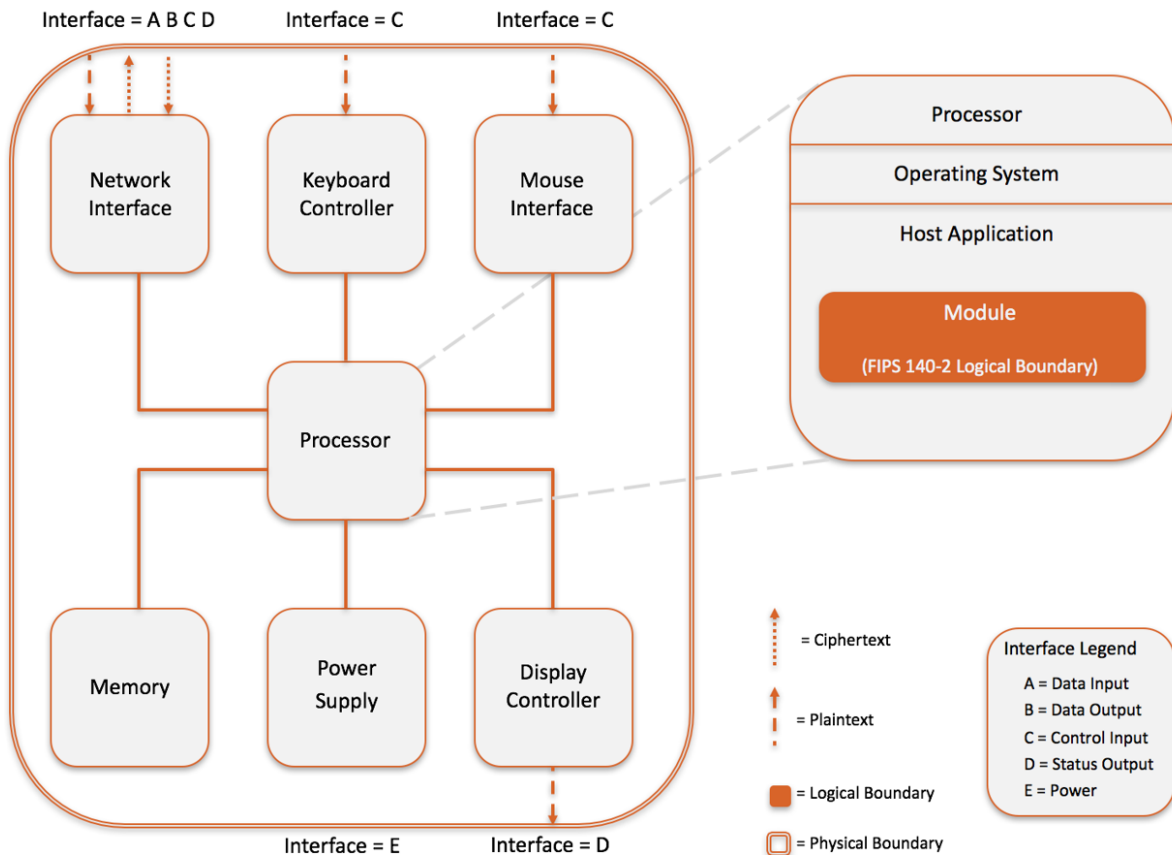 Interface = A B C D
Interface = C
Interface = C
Network
Interface
Keyboard
Controller
Mouse
Interface
Processor
Memory
Power
Supply
Display
Controller
Interface = E
Interface = D
Processor
Operating System
Host Application
Module
(FIPS 140-2 Logical Boundary)
= Ciphertext
= Plaintext
= Logical Boundary
= Physical Boundary
Interface Legend
A = Data Input
B = Data Output
C = Control Input
D = Status Output
E = Power